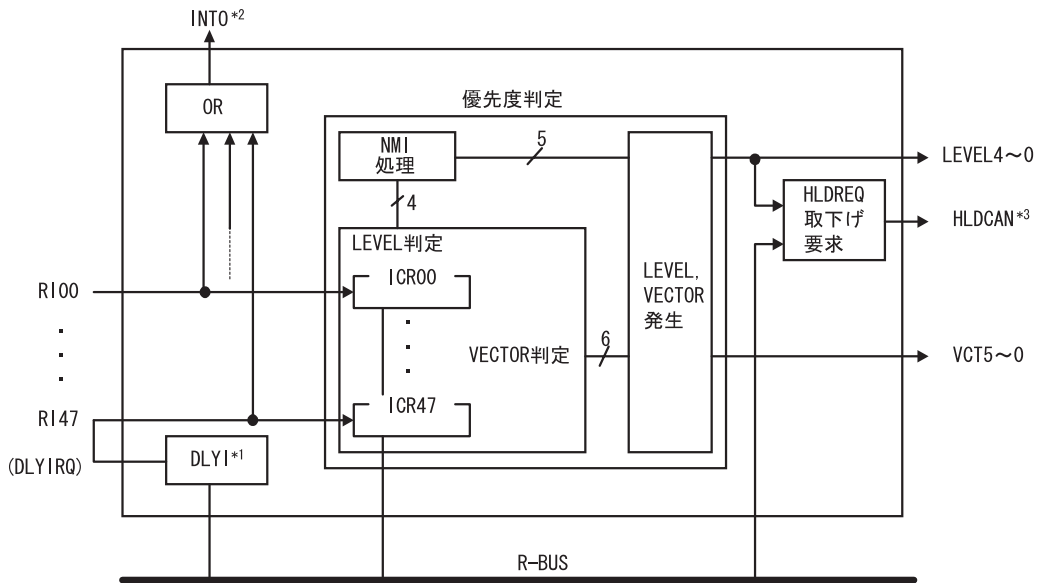 INT0*2
OR
優先度判定
NMI
処理
5
LEVEL4～0
4
HLDREQ
取下げ
要求
HLDCAN*3
LEVEL判定
RI00
ICR00
LEVEL,
VECTOR
発生
VECTOR判定
6
VCT5～0
RI47
ICR47
(DLYIRQ)
DLYI*1
R-BUS